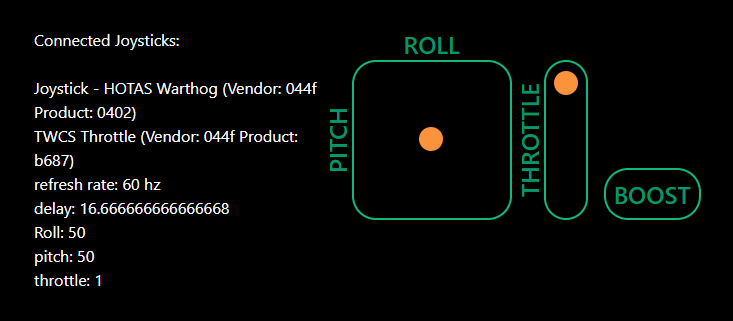 Connected Joysticks:
Joystick - HOTAS Warthog (Vendor: 044f
Product: 0402)
TWCS Throttle (Vendor: 044f Product:
b687)
refresh rate: 60 hz
delay: 16.666666666666668
Roll: 50
pitch: 50
throttle: 1
ROLL
PITCH
THROTTLE
BOOST